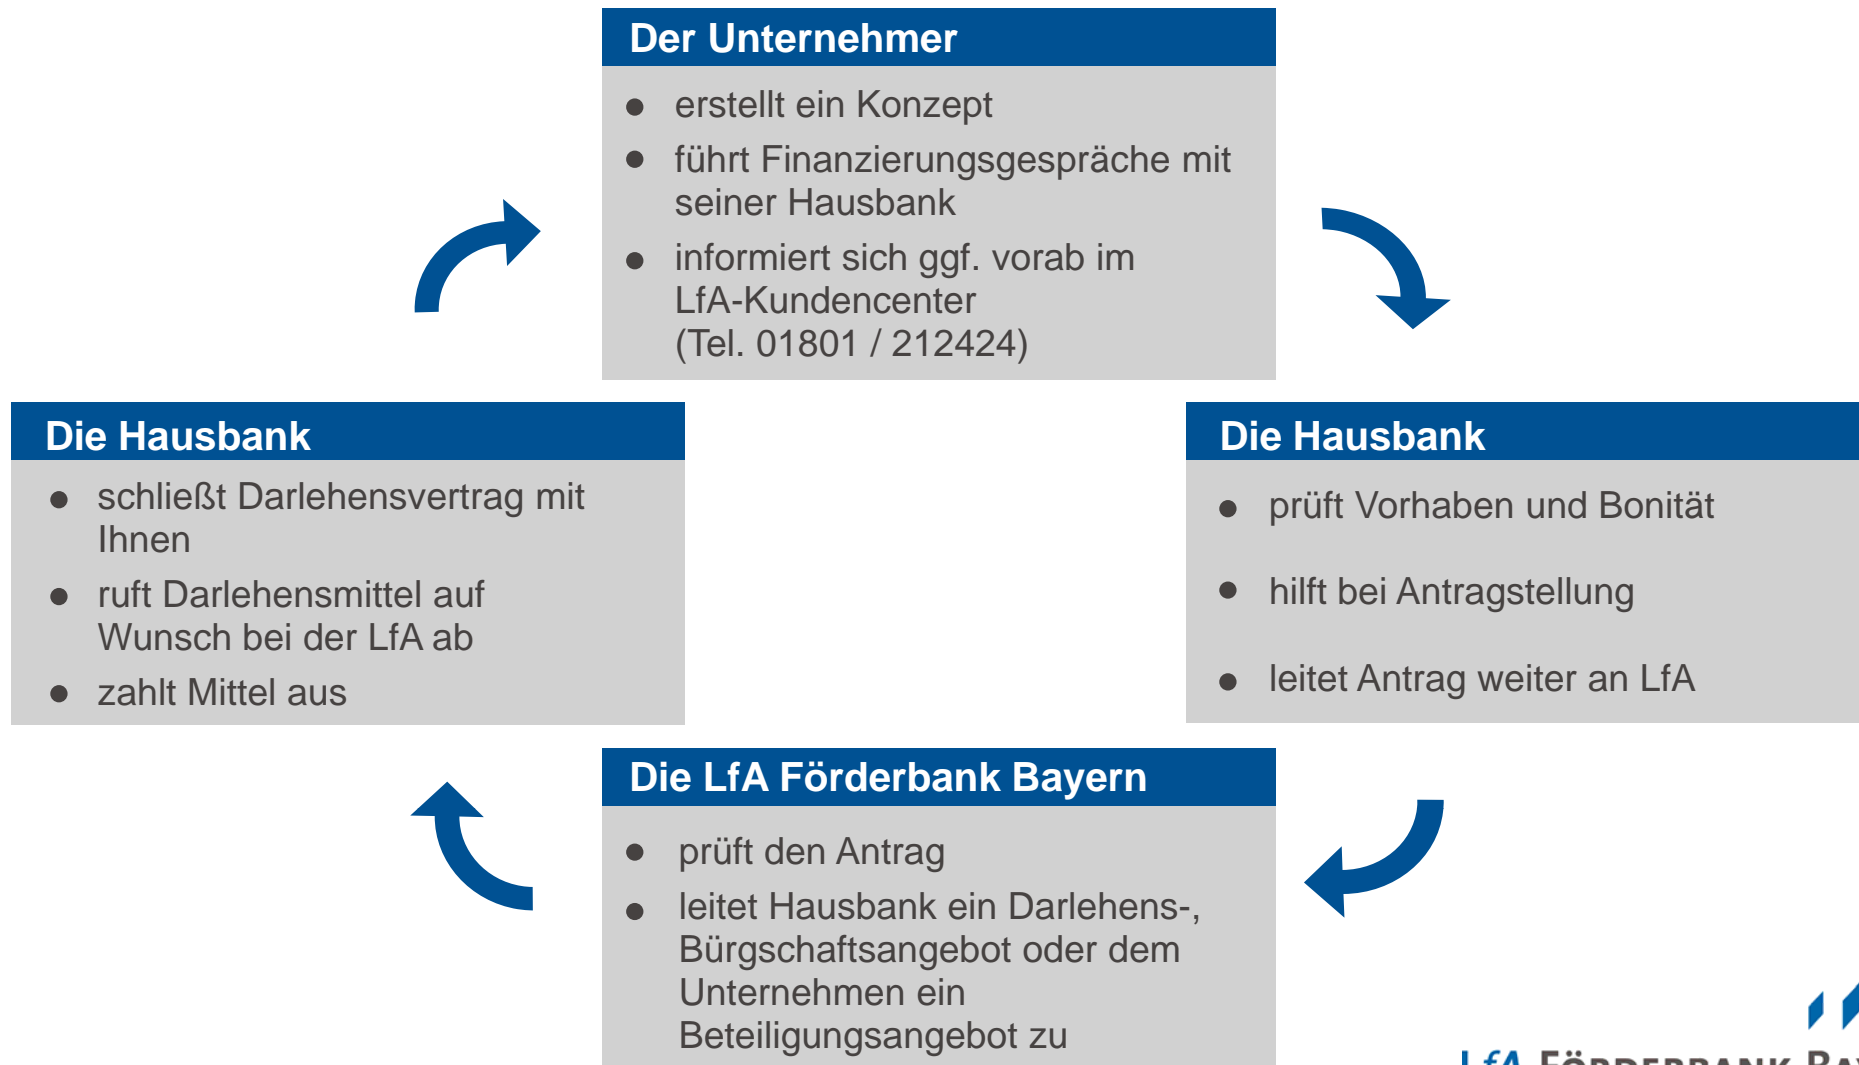 Der Unternehmer
● erstellt ein Konzept
● führt Finanzierungsgespräche mit
seiner Hausbank
● informiert sich ggf. vorab im
LfA-Kundencenter
(Tel. 01801 / 212424)
Die Hausbank
● schließt Darlehensvertrag mit
Ihnen
● ruft Darlehensmittel auf
Wunsch bei der LfA ab
● zahlt Mittel aus
Die Hausbank
● prüft Vorhaben und Bonität
● hilft bei Antragstellung
● leitet Antrag weiter an LfA
Die LfA Förderbank Bayern
● prüft den Antrag
● leitet Hausbank ein Darlehens-,
Bürgschaftsangebot oder dem
Unternehmen ein
Beteiligungsangebot zu
LfA FÖRDERBANK